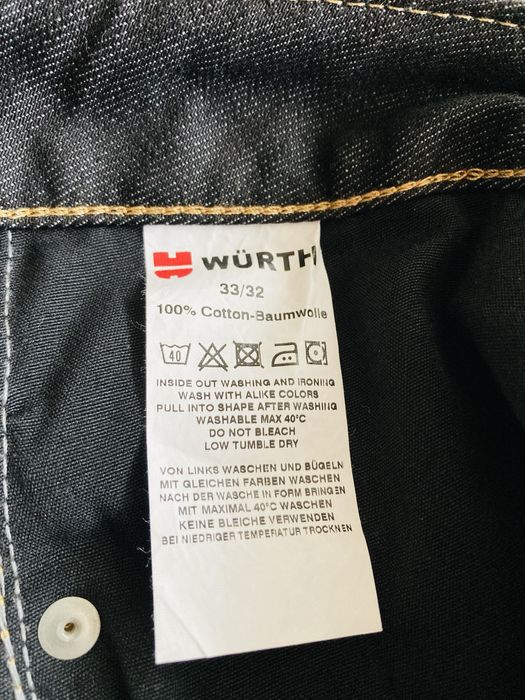 WÜRTH
33/32
100% Cotton-Baumwolle
40
INSIDE OUT WASHING AND IRONING
WASH WITH ALIKE COLORS
PULL INTO SHAPE AFTER WASHING
WASHABLE MAX 40°C
DO NOT BLEACH
LOW TUMBLE DRY
VON LINKS WASCHEN UND BÜGELN
MIT GLEICHEN FARBEN WASCHEN
NACH DER WASCHE IN FORM BRINGEN
MIT MAXIMAL 40°C WASCHEN
KEINE BLEICHE VERWENDEN
BEI NIEDRIGER TEMPERATUR TROCKNEN